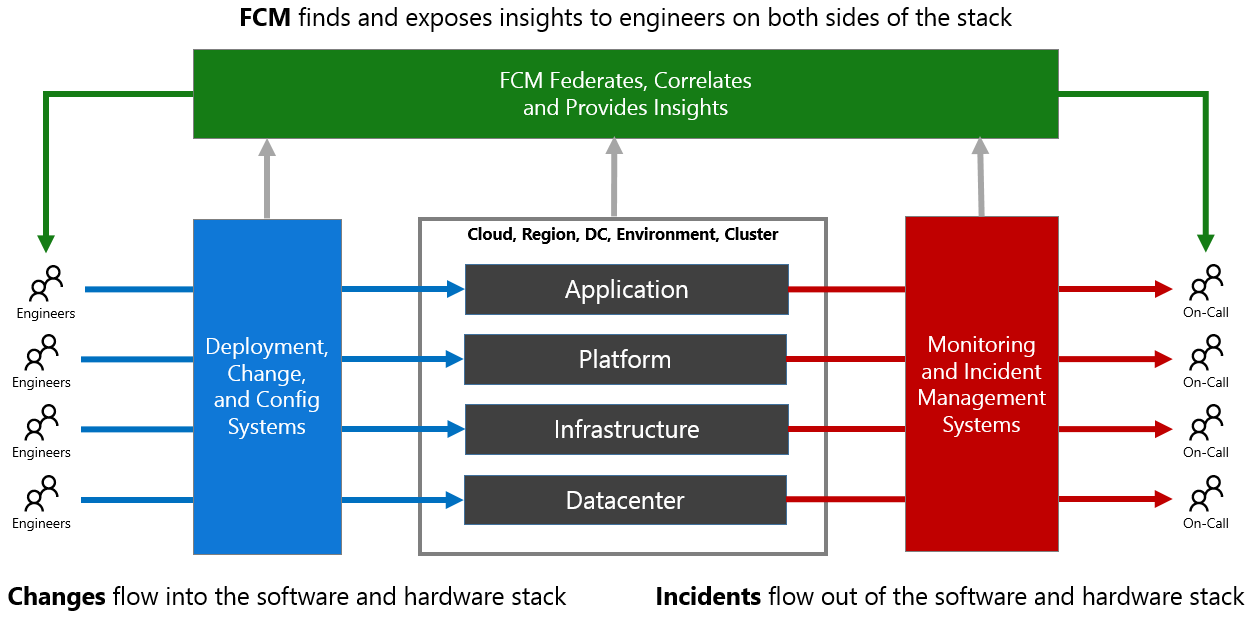 FCM finds and exposes insights to engineers on both sides of the stack
FCM Federates, Correlates
and Provides Insights
Cloud, Region, DC, Environment, Cluster
Engineers
Engineers
Engineers
Engineers
Deployment,
Change,
and Config
Systems
Application
Platform
Infrastructure
Datacenter
Monitoring
and Incident
Management
Systems
On-Call
On-Call
On-Call
On-Call
Changes flow into the software and hardware stack
Incidents flow out of the software and hardware stack